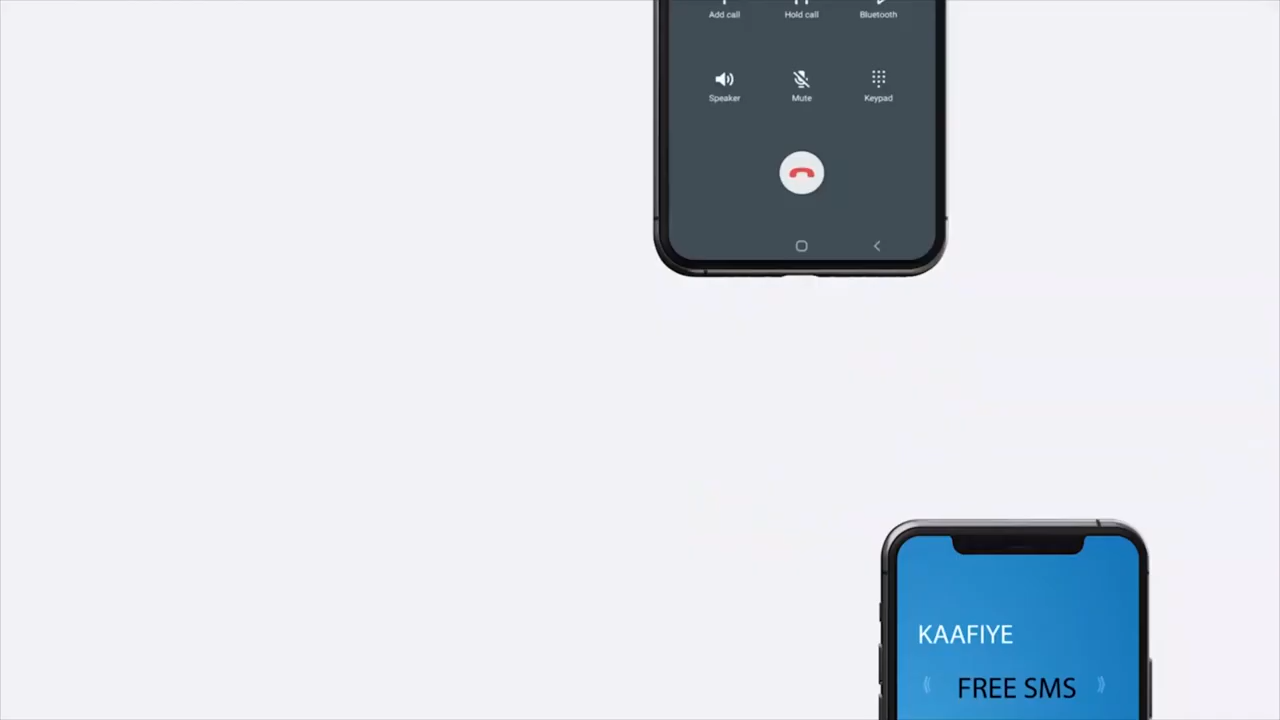 Add call Hold call Bluetooth
Speaker Mute Keypad
KAAFIYE
FREE SMS